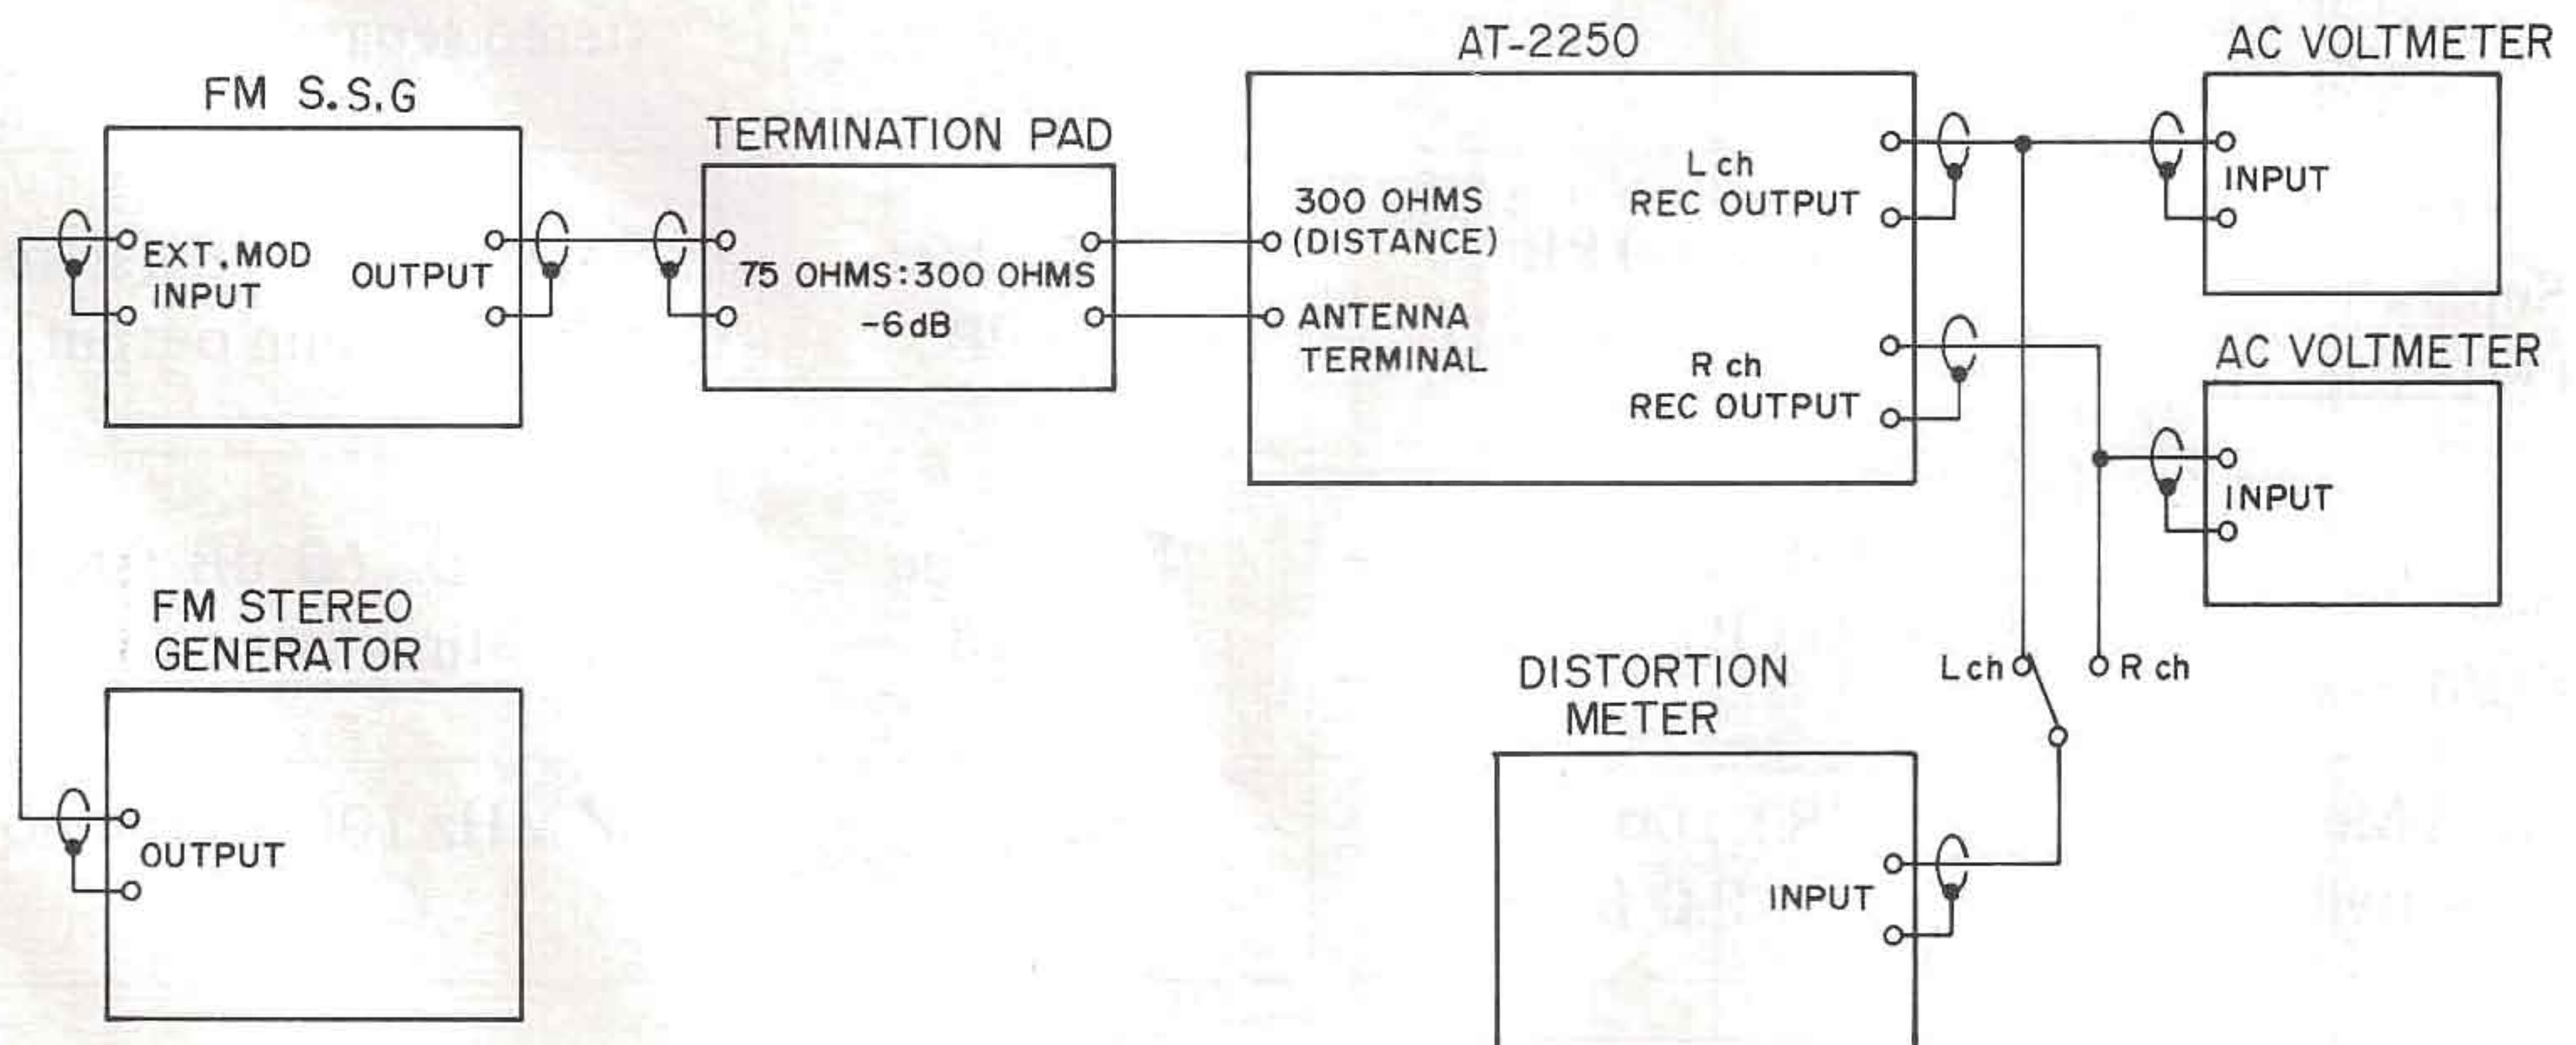 FM S.S.G
EXT. MOD
INPUT
OUTPUT
TERMINATION PAD
75 OHMS:300 OHMS
-6dB
AT-2250
300 OHMS
(DISTANCE)
ANTENNA
TERMINAL
L ch
REC OUTPUT
R ch
REC OUTPUT
AC VOLTMETER
INPUT
AC VOLTMETER
INPUT
FM STEREO
GENERATOR
OUTPUT
DISTORTION
METER
INPUT
L ch
R ch